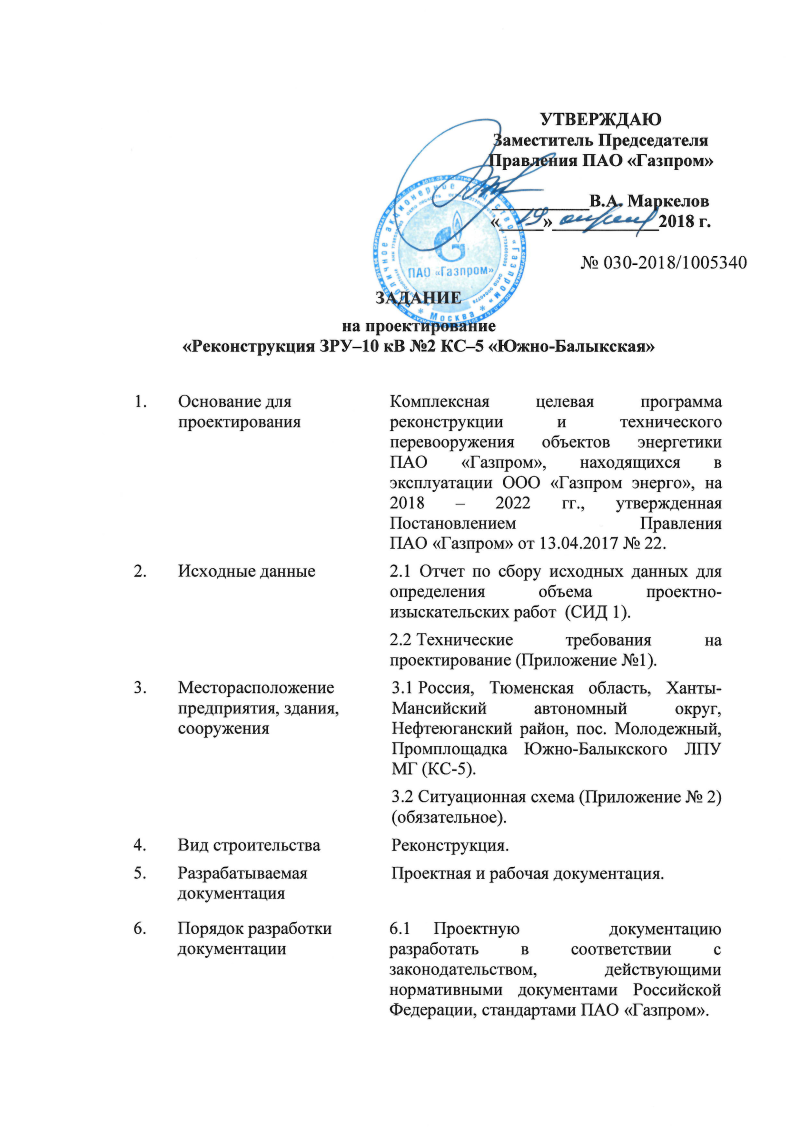 УТВЕРЖДАЮ
Заместитель Председателя
Правления ПАО «Газпром»
____________В.А. Маркелов
«__19__»_апреля_2018 г.
№ 030-2018/1005340
ПАО «Газпром»
Москва
ЗАДАНИЕ
на проектирование
«Реконструкция ЗРУ–10 кВ №2 КС–5 «Южно-Балыкская»
1. Основание для проектирования
Комплексная целевая программа
реконструкции и технического
перевооружения объектов энергетики
ПАО «Газпром», находящихся в
эксплуатации ООО «Газпром энерго», на
2018 – 2022 гг., утвержденная
Постановлением Правления
ПАО «Газпром» от 13.04.2017 № 22.
2. Исходные данные
2.1 Отчет по сбору исходных данных для
определения объема проектно-
изыскательских работ (СИД 1).
2.2 Технические требования на
проектирование (Приложение №1).
3. Месторасположение
предприятия, здания,
сооружения
3.1 Россия, Тюменская область, Ханты-
Мансийский автономный округ,
Нефтеюганский район, пос. Молодежный,
Промплощадка Южно-Балыкского ЛПУ
МГ (КС-5).
3.2 Ситуационная схема (Приложение № 2)
(обязательное).
4. Вид строительства
Реконструкция.
5. Разрабатываемая
документация
Проектная и рабочая документация.
6. Порядок разработки
документации
6.1 Проектную документацию
разработать в соответствии с
законодательством, действующими
нормативными документами Российской
Федерации, стандартами ПАО «Газпром».